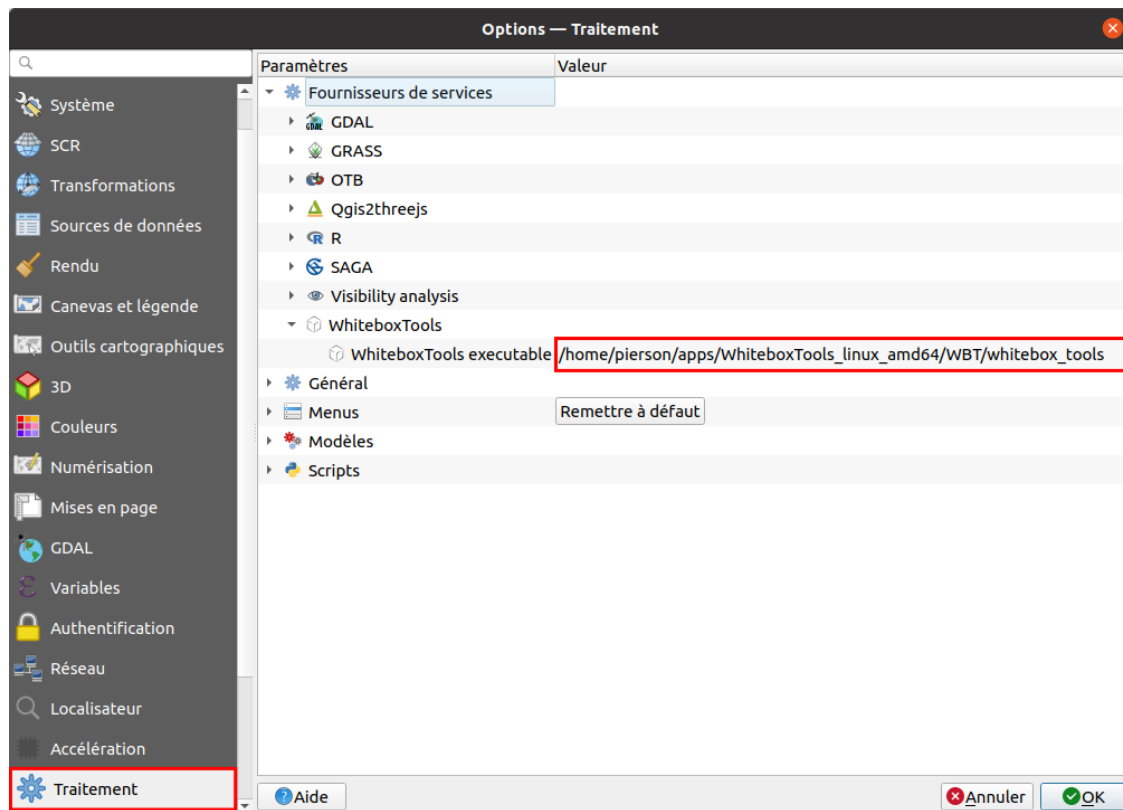 Options — Traitement
Paramètres Valeur
Système
SCR
Transformations
Sources de données
Rendu
Canevas et légende
Outils cartographiques
3D
Couleurs
Numérisation
Mises en page
GDAL
Variables
Authentification
Réseau
Localisateur
Accélération
Traitement
Fournisseurs de services
GDAL
GRASS
OTB
Qgis2threejs
R
SAGA
Visibility analysis
WhiteboxTools
WhiteboxTools executable /home/pierson/apps/WhiteboxTools_linux_amd64/WBT/whitebox_tools
Général
Menus Remettre à défaut
Modèles
Scripts
Aide Annuler OK